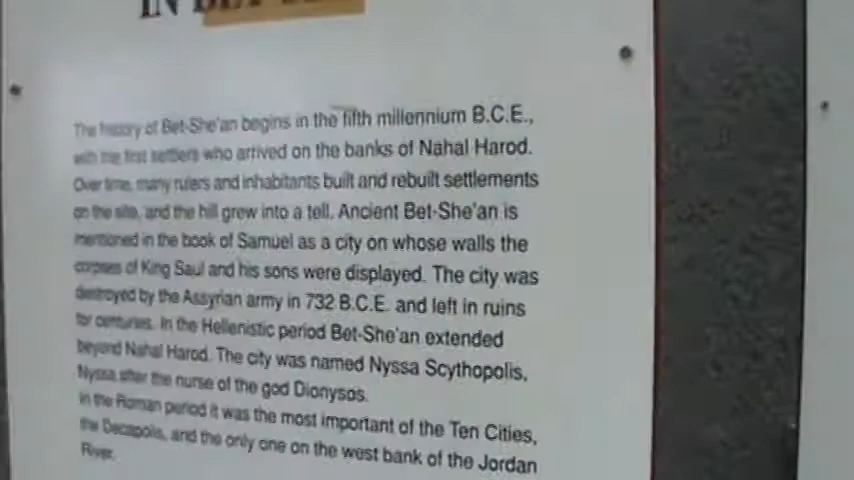 IN BET-SHE'AN
The history of Bet-She'an begins in the fifth millennium B.C.E.,
with the first settlers who arrived on the banks of Nahal Harod.
Over time, many rulers and inhabitants built and rebuilt settlements
on the site, and the hill grew into a tell. Ancient Bet-She'an is
mentioned in the book of Samuel as a city on whose walls the
corpses of King Saul and his sons were displayed. The city was
destroyed by the Assyrian army in 732 B.C.E. and left in ruins
for centuries. In the Hellenistic period Bet-She'an extended
beyond Nahal Harod. The city was named Nyssa Scythopolis,
Nyssa after the nurse of the god Dionysos.
in the Roman period it was the most important of the Ten Cities,
the Decapolis, and the only one on the west bank of the Jordan
River.